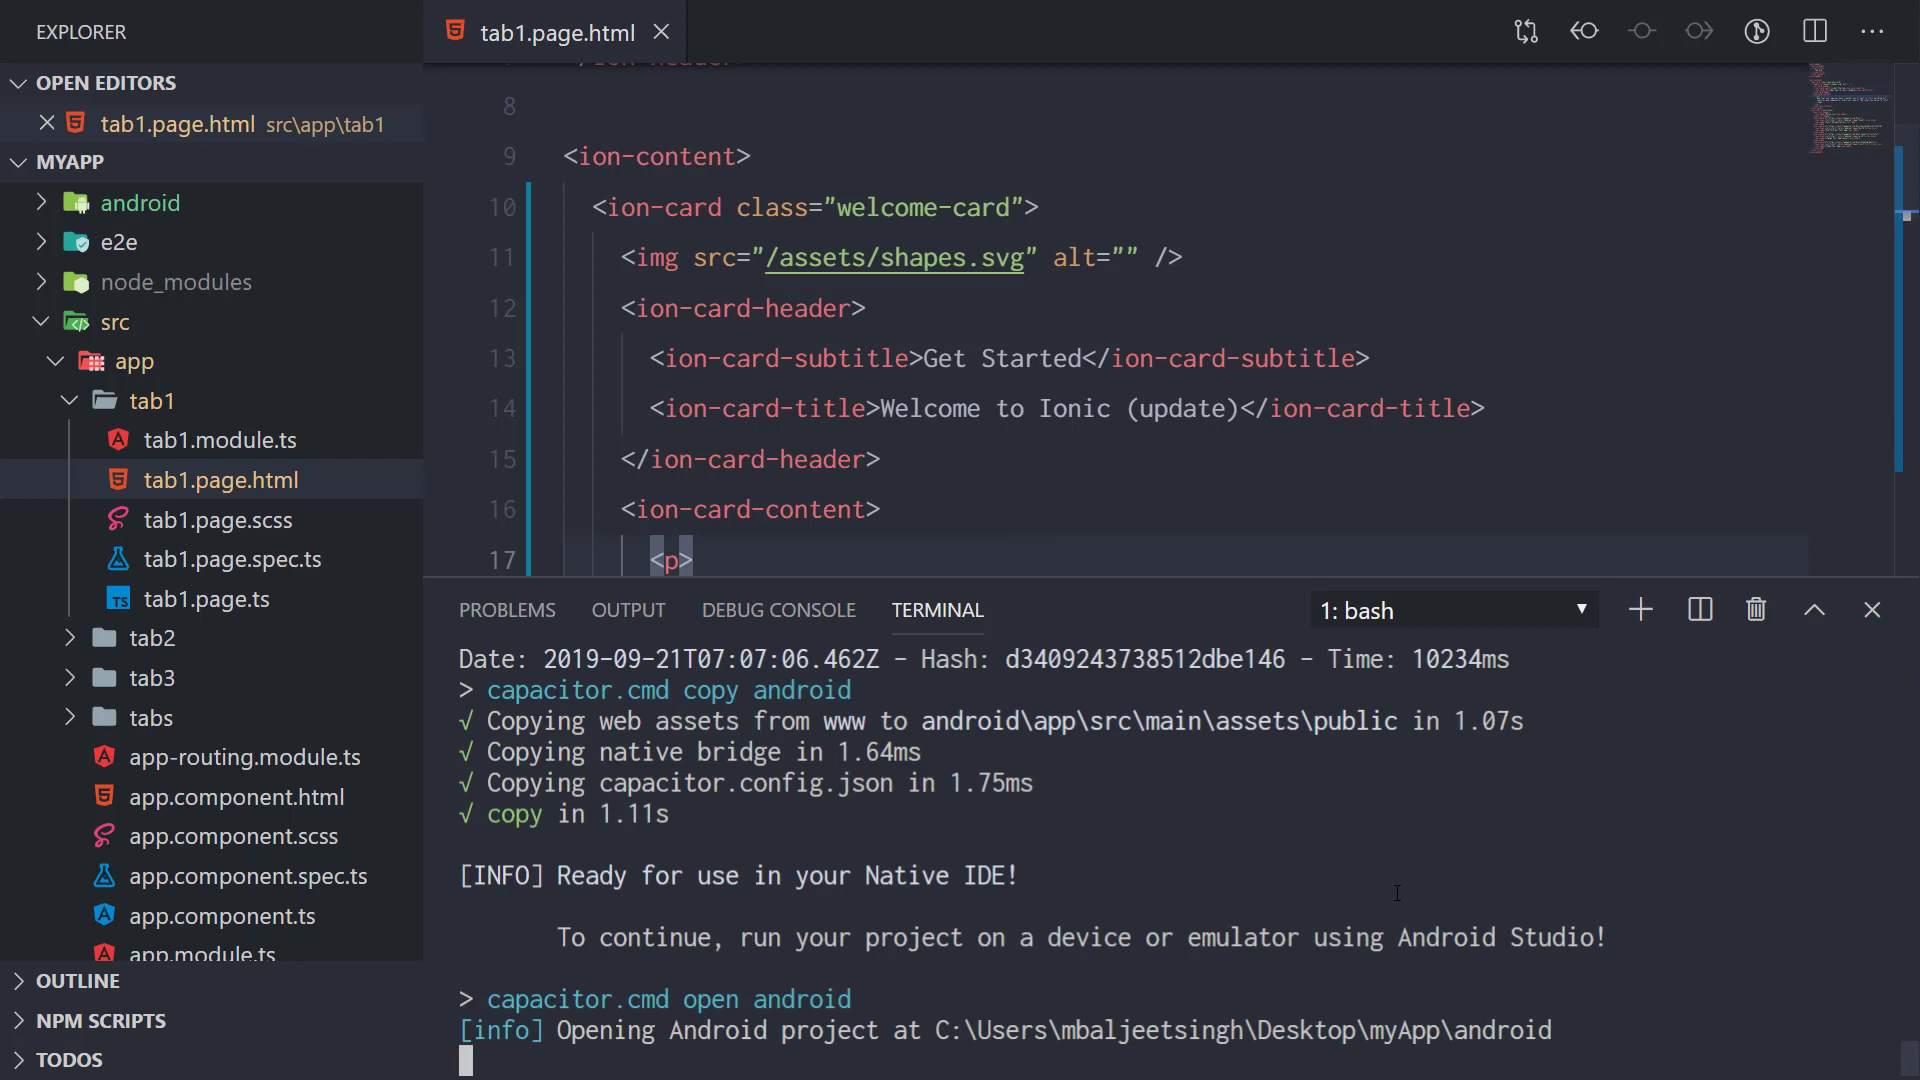 EXPLORER
OPEN EDITORS
tab1.page.html src\app\tab1
MYAPP
android
e2e
node_modules
src
app
tab1
tab1.module.ts
tab1.page.html
tab1.page.scss
tab1.page.spec.ts
tab1.page.ts
tab2
tab3
tabs
app-routing.module.ts
app.component.html
app.component.scss
app.component.spec.ts
app.component.ts
app.module.ts
OUTLINE
NPM SCRIPTS
TODOS
tab1.page.html
8
9 <ion-content>
10 <ion-card class="welcome-card">
11 <img src="/assets/shapes.svg" alt="" />
12 <ion-card-header>
13 <ion-card-subtitle>Get Started</ion-card-subtitle>
14 <ion-card-title>Welcome to Ionic (update)</ion-card-title>
15 </ion-card-header>
16 <ion-card-content>
17 <p>
PROBLEMS OUTPUT DEBUG CONSOLE TERMINAL 1: bash
Date: 2019-09-21T07:07:06.462Z - Hash: d3409243738512dbe146 - Time: 10234ms
> capacitor.cmd copy android
√ Copying web assets from www to android\app\src\main\assets\public in 1.07s
√ Copying native bridge in 1.64ms
√ Copying capacitor.config.json in 1.75ms
√ copy in 1.11s
[INFO] Ready for use in your Native IDE!
To continue, run your project on a device or emulator using Android Studio!
> capacitor.cmd open android
[info] Opening Android project at C:\Users\mbaljeetsingh\Desktop\myApp\android